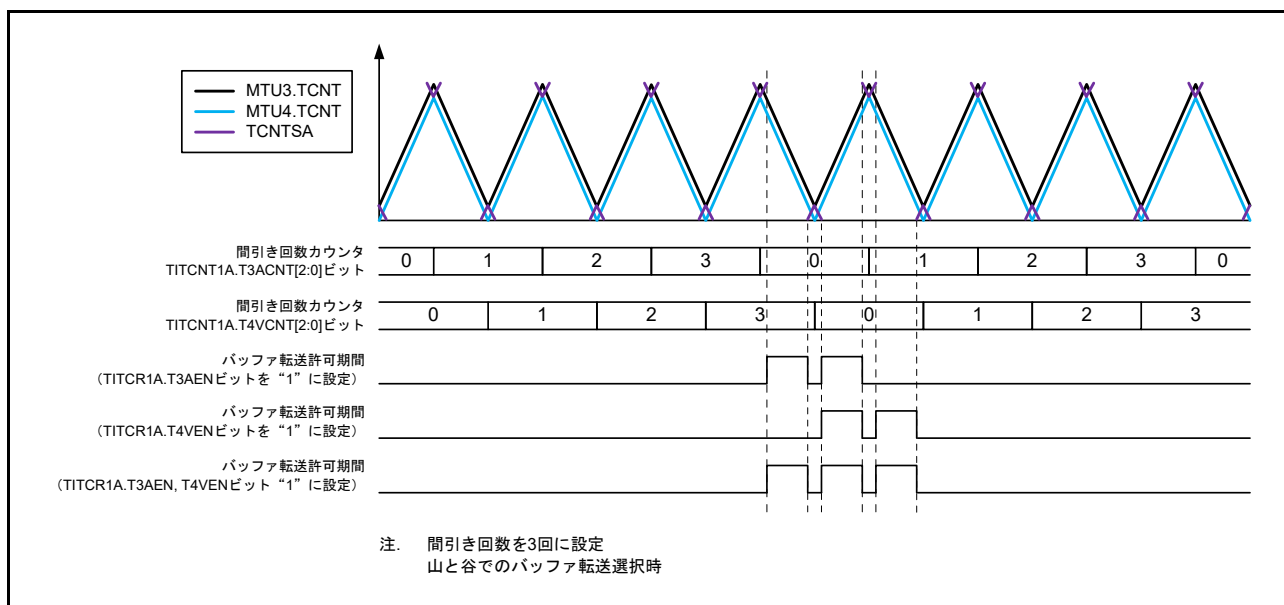 MTU3.TCNT
MTU4.TCNT
TCNTSA
間引き回数カウンタ
TITCNT1A.T3ACNT[2:0]ビット
0 1 2 3 0 1 2 3 0
間引き回数カウンタ
TITCNT1A.T4VCNT[2:0]ビット
0 1 2 3 0 1 2 3
バッファ転送許可期間
（TITCR1A.T3AENビットを“1”に設定）
バッファ転送許可期間
（TITCR1A.T4VENビットを“1”に設定）
バッファ転送許可期間
（TITCR1A.T3AEN, T4VENビット“1”に設定）
注. 間引き回数を3回に設定
山と谷でのバッファ転送選択時